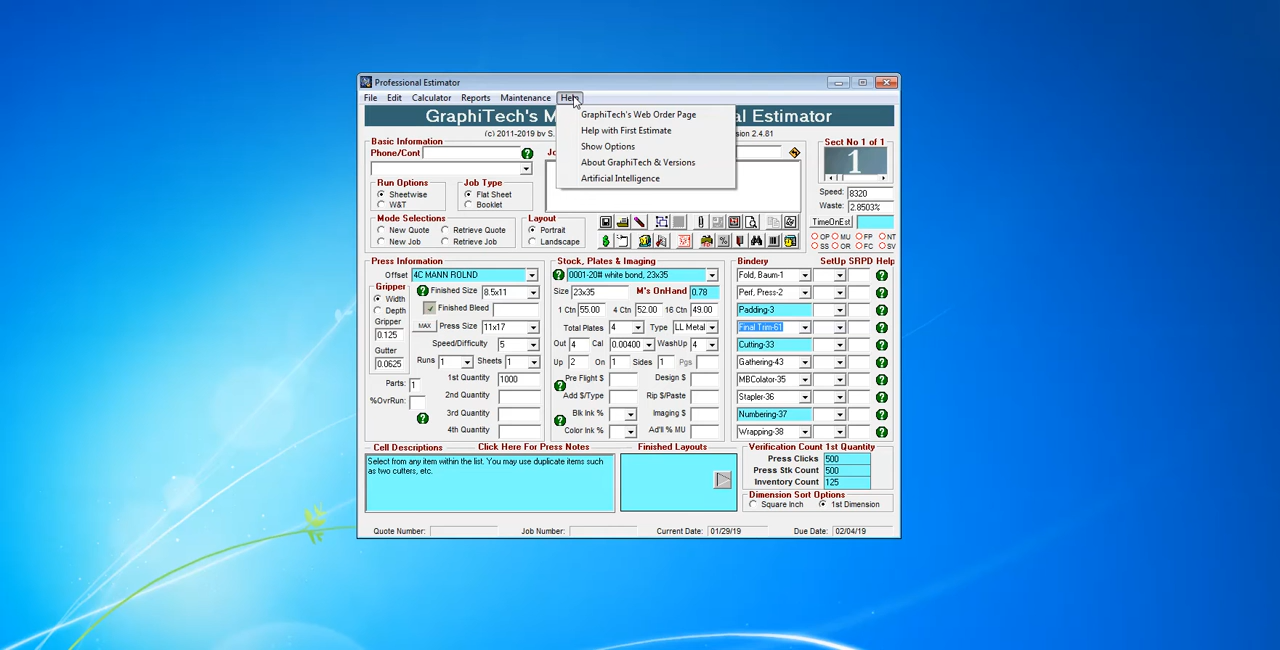 Professional Estimator
File Edit Calculator Reports Maintenance Help
GraphiTech's M al Estimator
GraphiTech's Web Order Page
Help with First Estimate
Show Options
About GraphiTech & Versions
Artificial Intelligence
(c) 2011-2019 by S. ersion 2.4.81
Basic Information
Phone/Cont
Run Options
Sheetwise
W&T
Job Type
Flat Sheet
Booklet
Mode Selections
New Quote Retrieve Quote
New Job Retrieve Job
Layout
Portrait
Landscape
Sect No 1 of 1
1
Speed: 8320
Waste: 2.8503%
TimeOnEst
OP MU FP NT
SS OR FC SV
Press Information
Offset 4C MANN ROLND
Gripper
Width
Depth
Gripper
0.125
Gutter
0.0625
Finished Size 8.5x11
Finished Bleed
MAX Press Size 11x17
Speed/Difficulty 5
Runs 1 Sheets 1
Parts: 1
%OvrRun:
1st Quantity 1000
2nd Quantity
3rd Quantity
4th Quantity
Stock, Plates & Imaging
0001-20# white bond, 23x35
Size 23x35 M's OnHand 0.78
1 Ctn 55.00 4 Ctn 52.00 16 Ctn 49.00
Total Plates 4 Type LL Metal
Out 4 Cal 0.00400 WashUp 4
Up 2 On 1 Sides 1 Pgs
Pre Flight $ Design $
Add $/Type Rip $/Paste
Blk Ink % Imaging $
Color Ink % Ad'll % MU
Bindery SetUp SRPD Help
Fold, Baum-1
Perf, Press-2
Padding-3
Final Trim-61
Cutting-33
Gathering-43
MBColator-35
Stapler-36
Numbering-37
Wrapping-38
Cell Descriptions Click Here For Press Notes
Select from any item within the list. You may use duplicate items such
as two cutters, etc.
Finished Layouts
Verification Count 1st Quantity
Press Clicks 500
Press Stk Count 500
Inventory Count 125
Dimension Sort Options
Square Inch 1st Dimension
Quote Number: Job Number: Current Date: 01/29/19 Due Date: 02/04/19